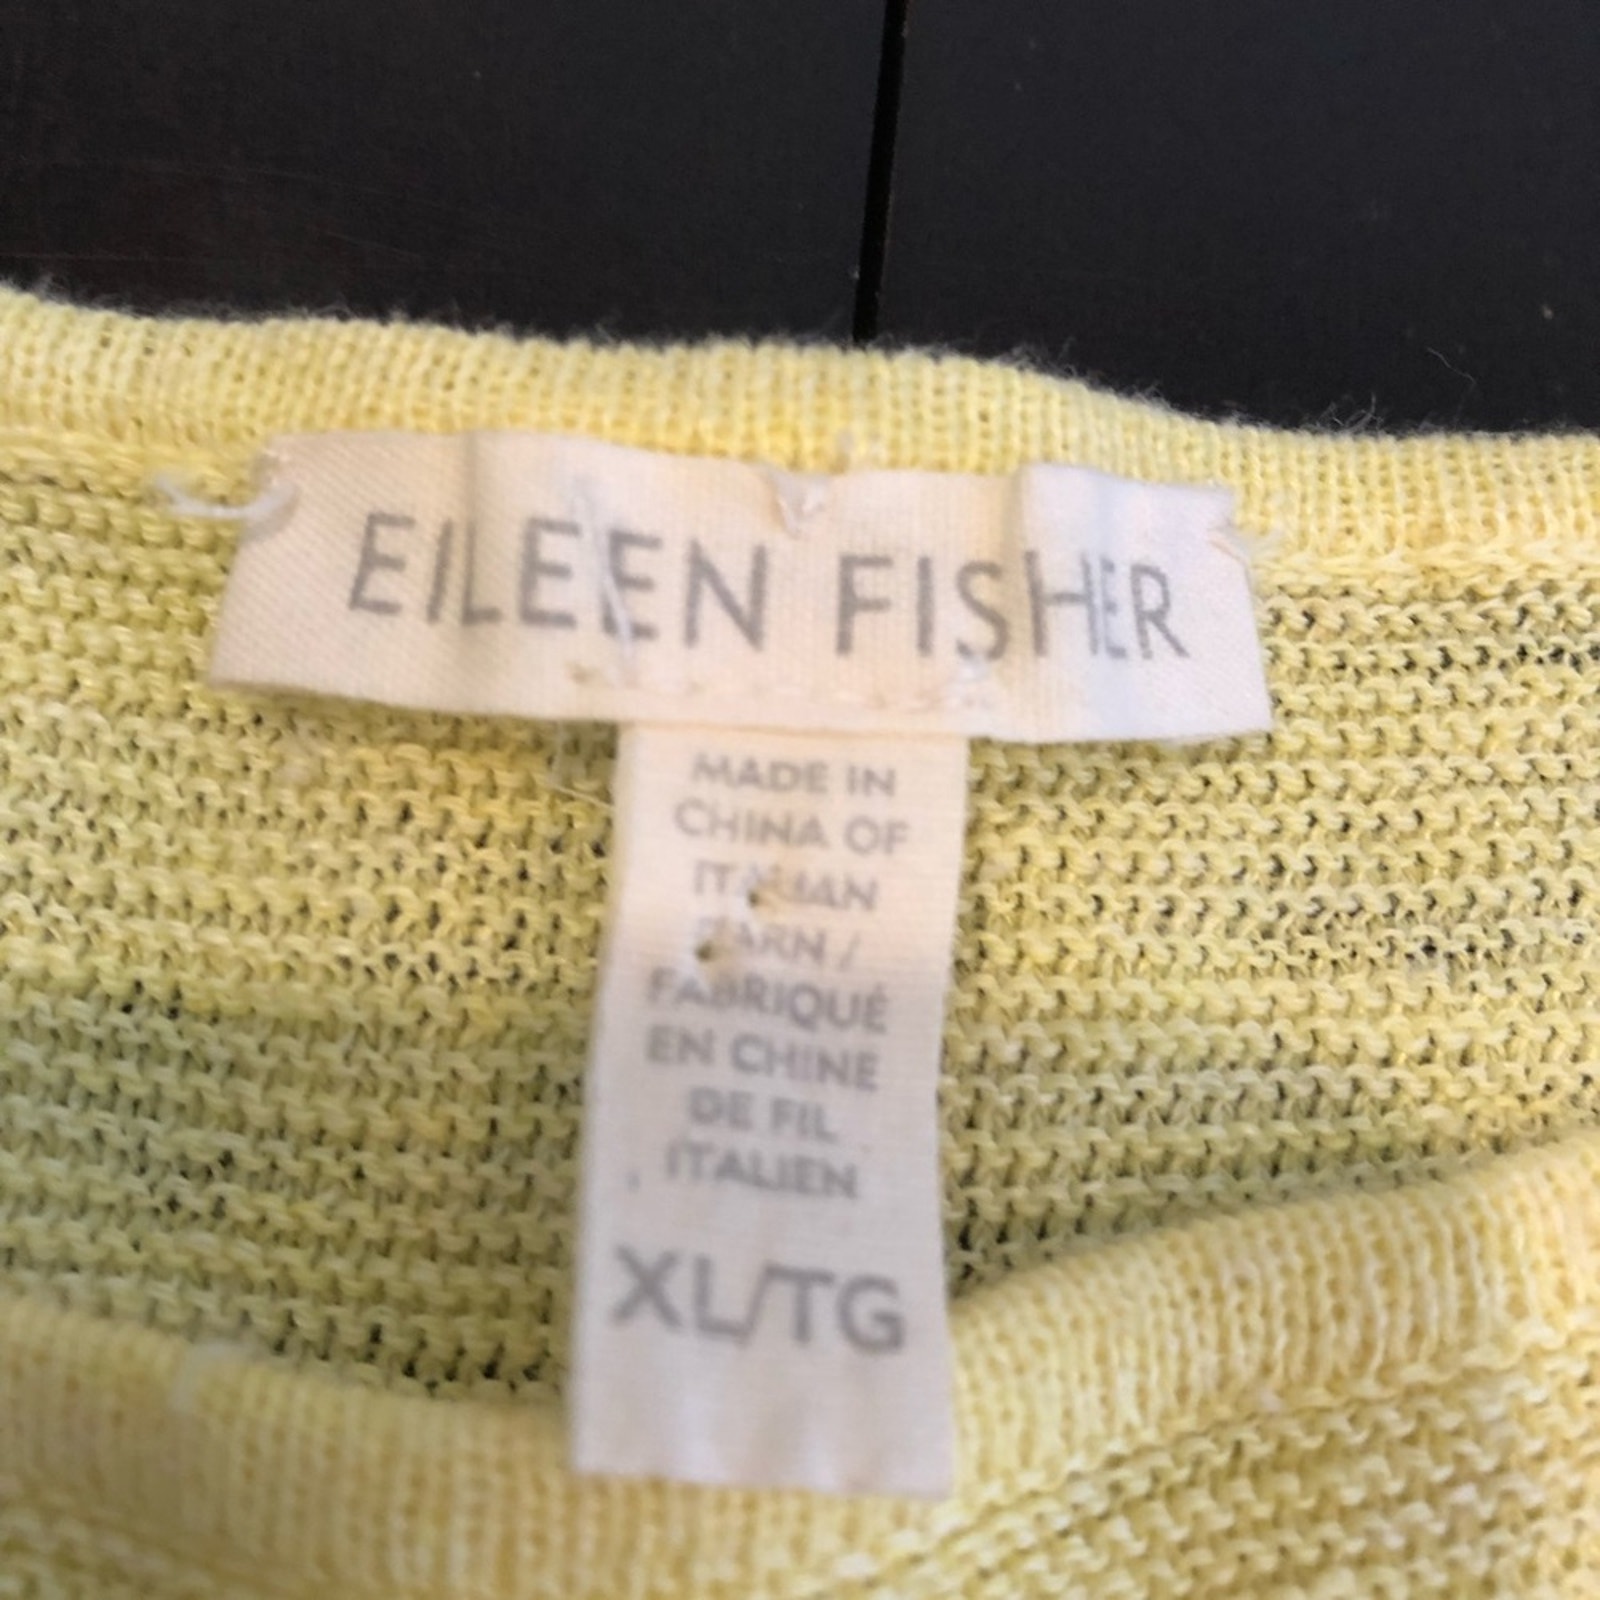 EILEEN FISHER
MADE IN
CHINA OF
ITALIAN
YARN /
FABRIQUÉ
EN CHINE
DE FIL
ITALIEN
XL/TG